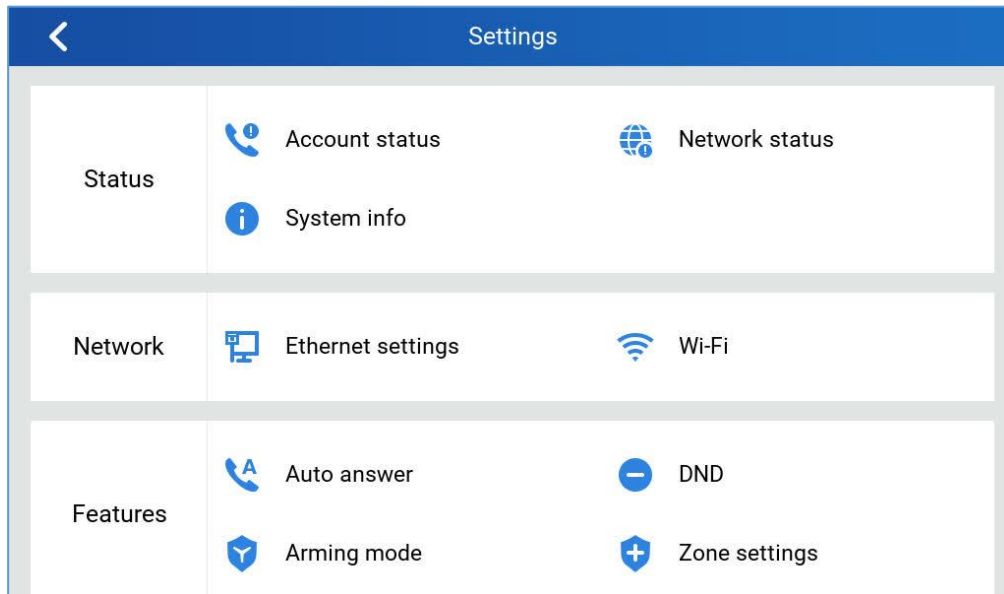 Settings
Status
Account status
Network status
System info
Network
Ethernet settings
Wi-Fi
Features
Auto answer
DND
Arming mode
Zone settings